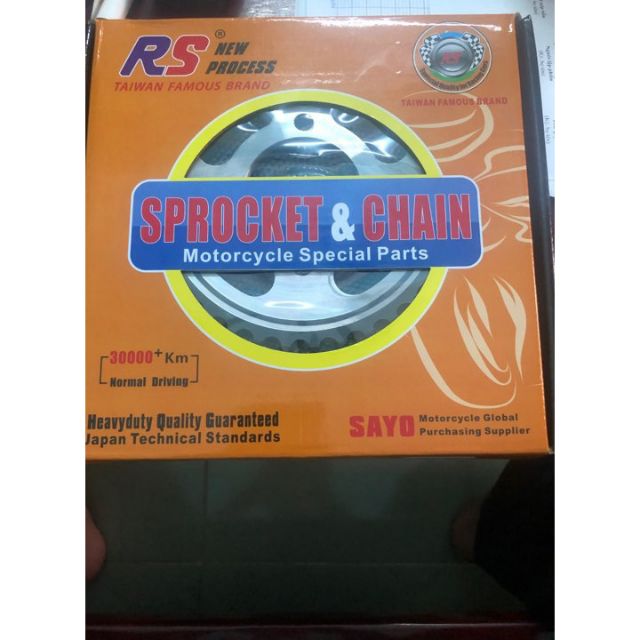 RS® NEW PROCESS
TAIWAN FAMOUS BRAND
RS
TAIWAN FAMOUS BRAND
SPROCKET & CHAIN
Motorcycle Special Parts
30000+ Km
Normal Driving
Heavyduty Quality Guaranteed
Japan Technical Standards
SAYO Motorcycle Global
Purchasing Supplier